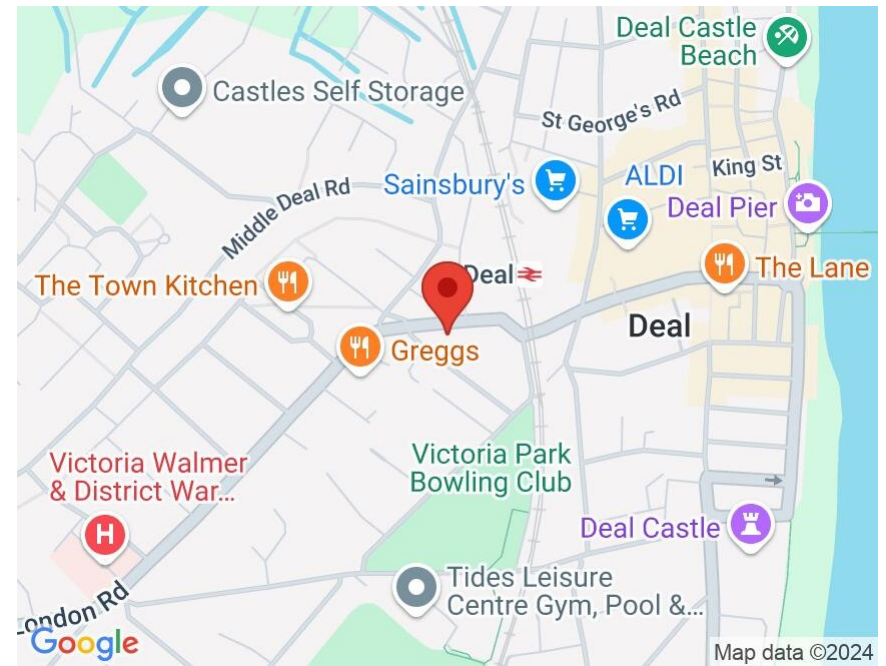 Deal Castle
Beach
Castles Self Storage
St George's Rd
Middle Deal Rd
Sainsbury's
ALDI
King St
Deal Pier
The Town Kitchen
Deal
The Lane
Deal
Greggs
Victoria Walmer
& District War...
Victoria Park
Bowling Club
Deal Castle
H
Tides Leisure
Centre Gym, Pool &...
London Rd
Google
Map data ©2024